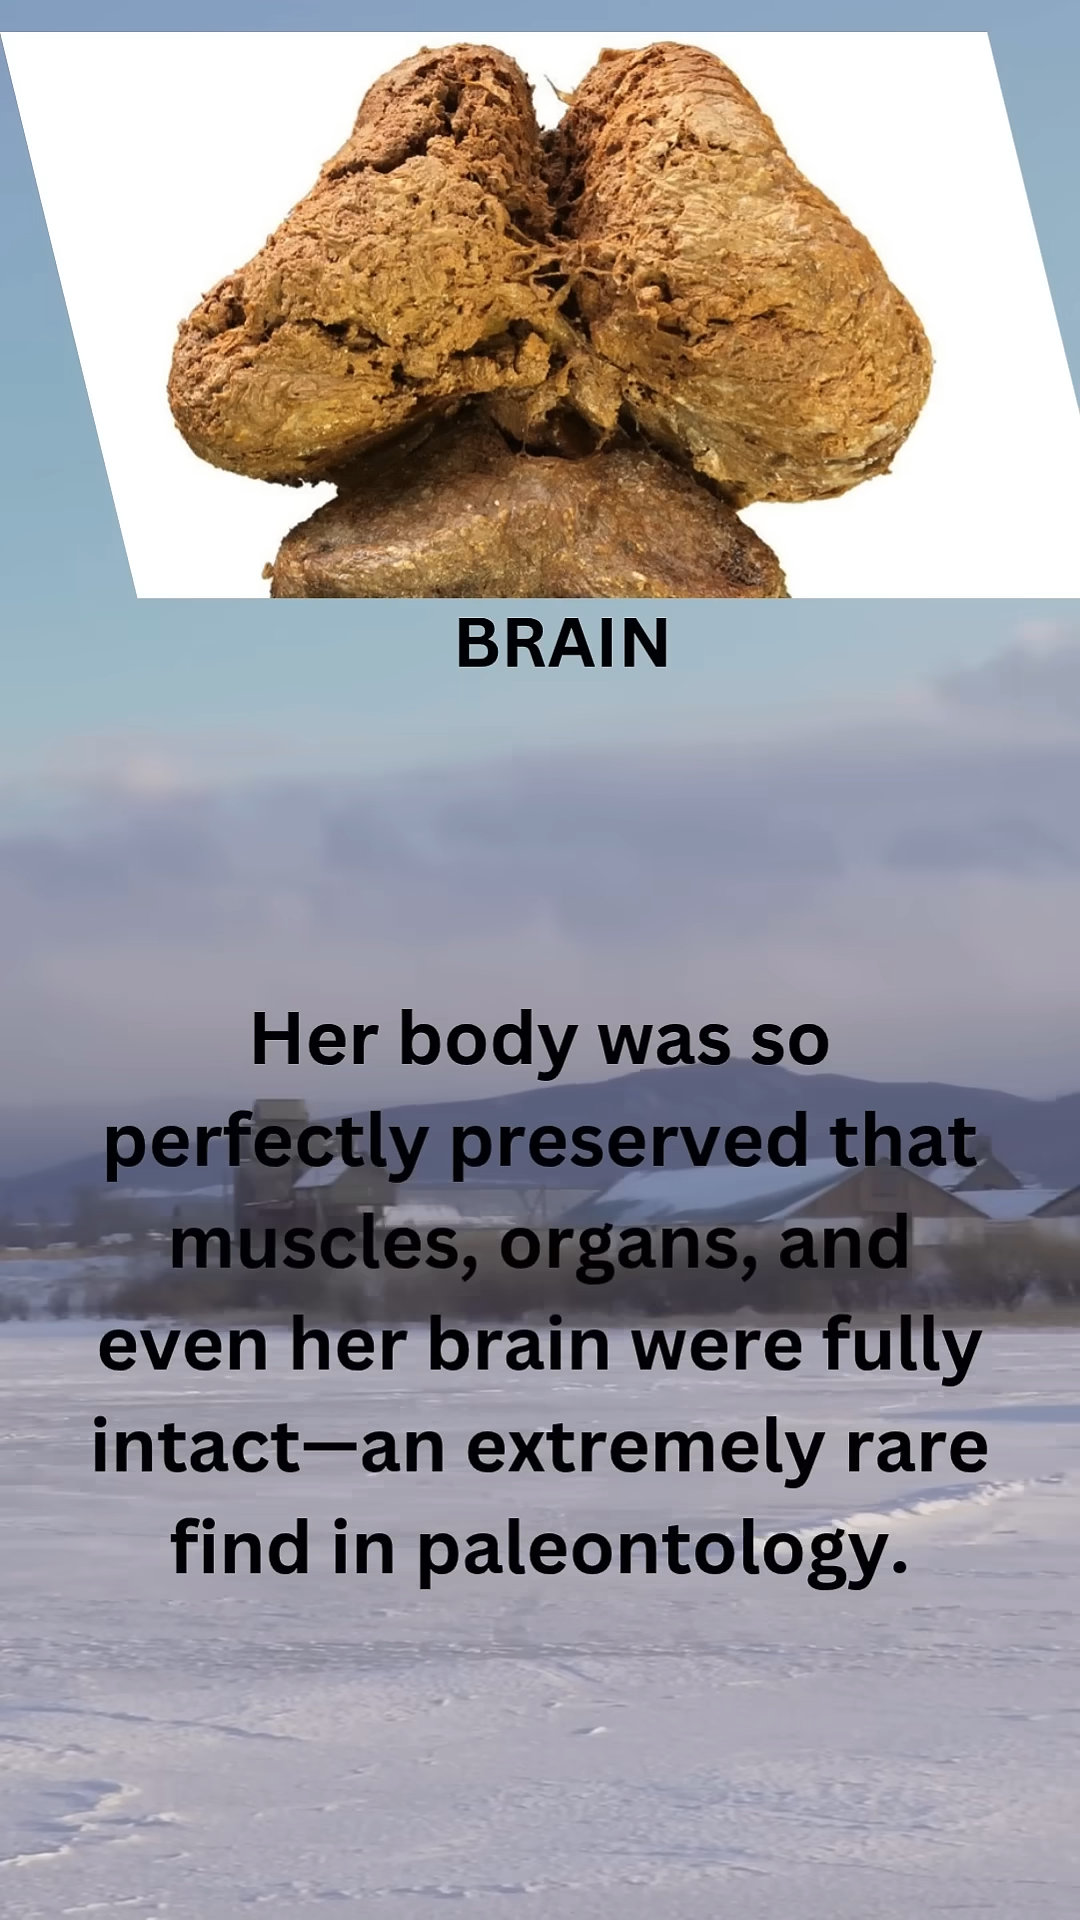 BRAIN
Her body was so
perfectly preserved that
muscles, organs, and
even her brain were fully
intact—an extremely rare
find in paleontology.